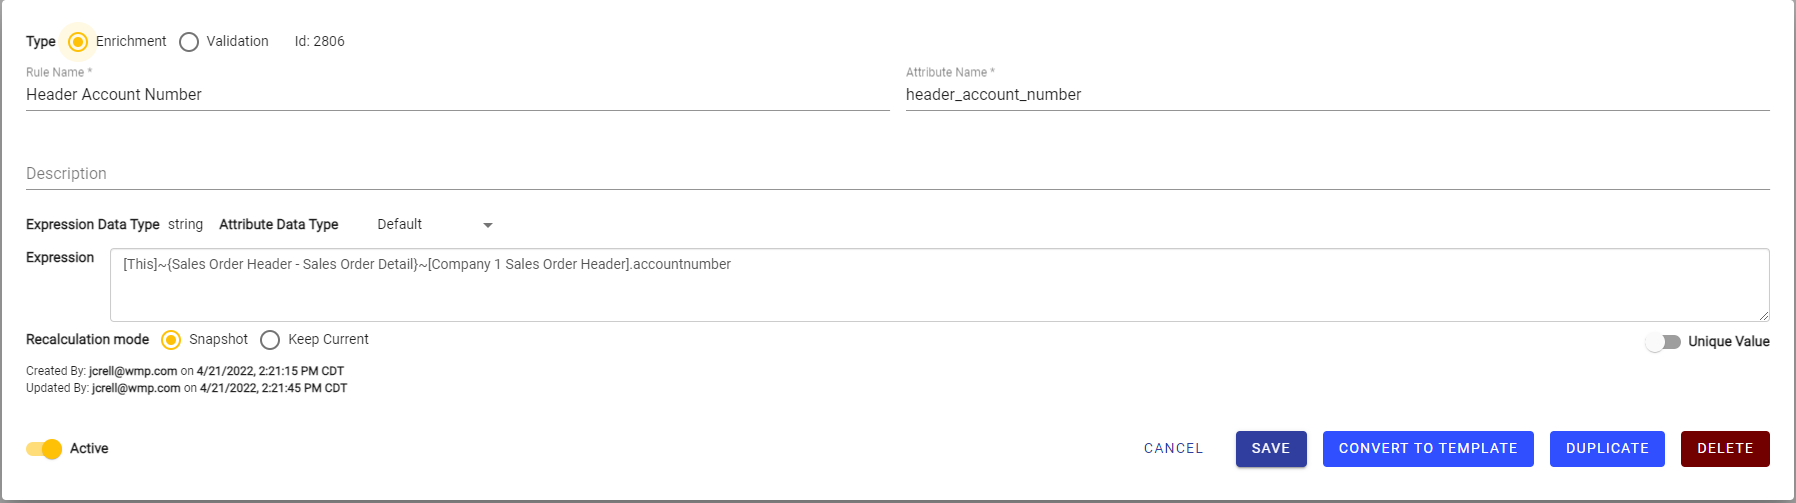 Type Enrichment Validation Id: 2806
Rule Name * Attribute Name *
Header Account Number header_account_number
Description
Expression Data Type string Attribute Data Type Default
Expression [This]~{Sales Order Header - Sales Order Detail}~[Company 1 Sales Order Header].accountnumber
Recalculation mode Snapshot Keep Current Unique Value
Created By: jcrell@wmp.com on 4/21/2022, 2:21:15 PM CDT
Updated By: jcrell@wmp.com on 4/21/2022, 2:21:45 PM CDT
Active CANCEL SAVE CONVERT TO TEMPLATE DUPLICATE DELETE